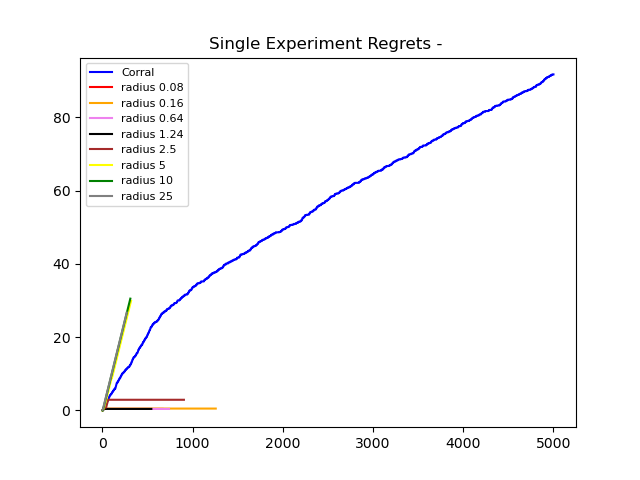 Single Experiment Regrets -
Corral
radius 0.08
radius 0.16
radius 0.64
radius 1.24
radius 2.5
radius 5
radius 10
radius 25
80
60
40
20
0
0 1000 2000 3000 4000 5000